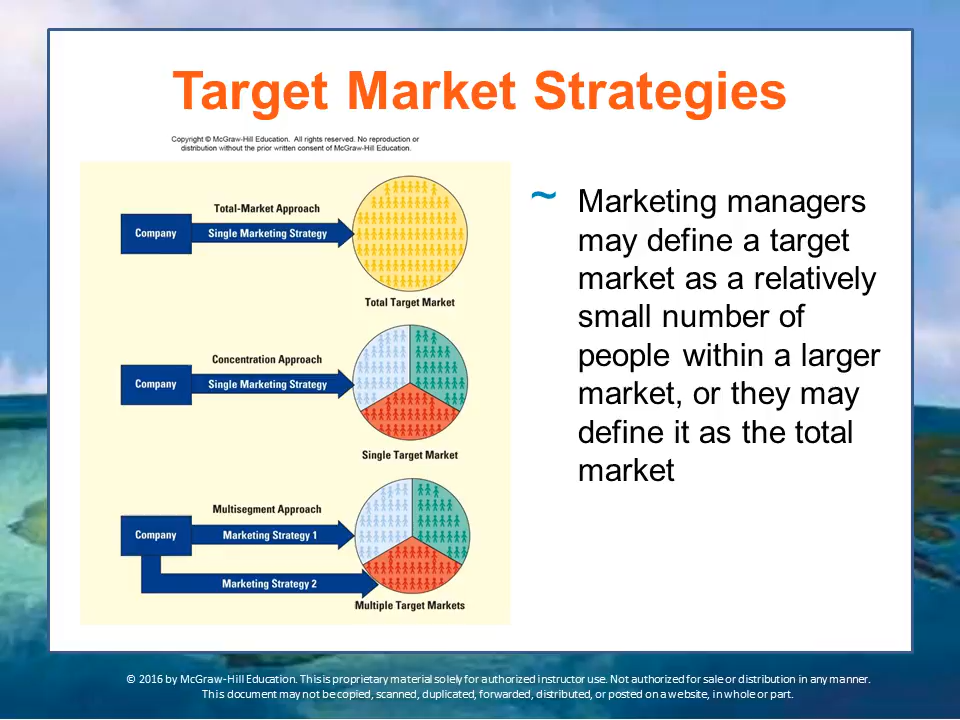 Target Market Strategies
Copyright © McGraw-Hill Education. All rights reserved. No reproduction or
distribution without the prior written consent of McGraw-Hill Education.
Total-Market Approach
Company
Single Marketing Strategy
Total Target Market
Concentration Approach
Company
Single Marketing Strategy
Single Target Market
Multisegment Approach
Company
Marketing Strategy 1
Marketing Strategy 2
Multiple Target Markets
~ Marketing managers
may define a target
market as a relatively
small number of
people within a larger
market, or they may
define it as the total
market
© 2016 by McGraw-Hill Education. This is proprietary material solely for authorized instructor use. Not authorized for sale or distribution in any manner.
This document may not be copied, scanned, duplicated, forwarded, distributed, or posted on a website, in whole or part.